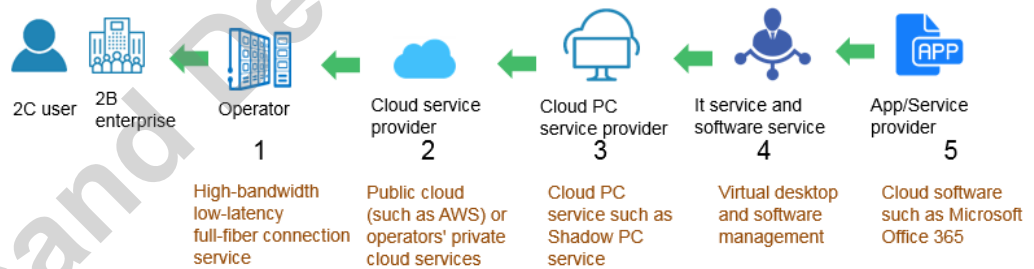 APP
2C user
2B
enterprise
Operator
Cloud service
provider
Cloud PC
service provider
It service and
software service
App/Service
provider
1
2
3
4
5
High-bandwidth
low-latency
full-fiber connection
service
Public cloud
(such as AWS) or
operators' private
cloud services
Cloud PC
service such as
Shadow PC
service
Virtual desktop
and software
management
Cloud software
such as Microsoft
Office 365
and De